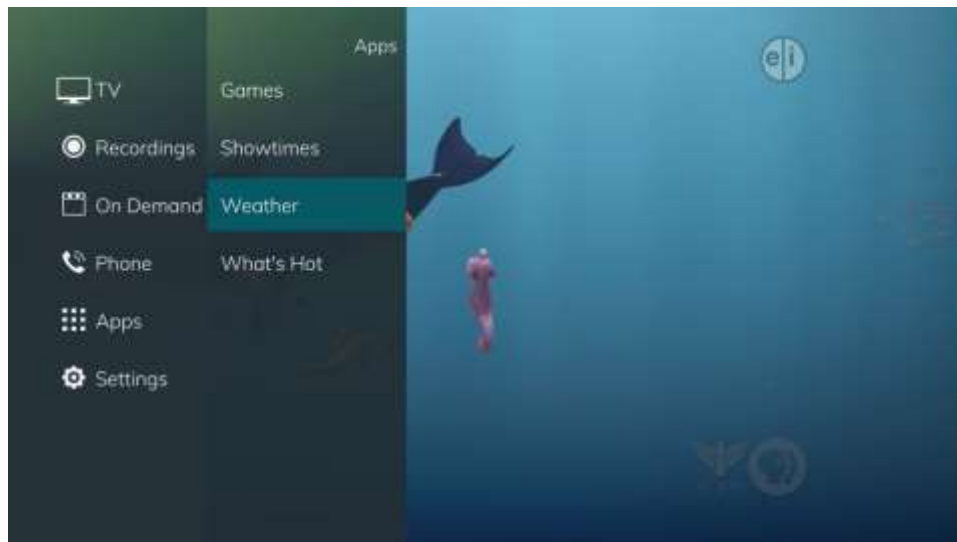 Apps
TV
Games
Recordings
Showtimes
On Demand
Weather
Phone
What's Hot
Apps
Settings
e|i